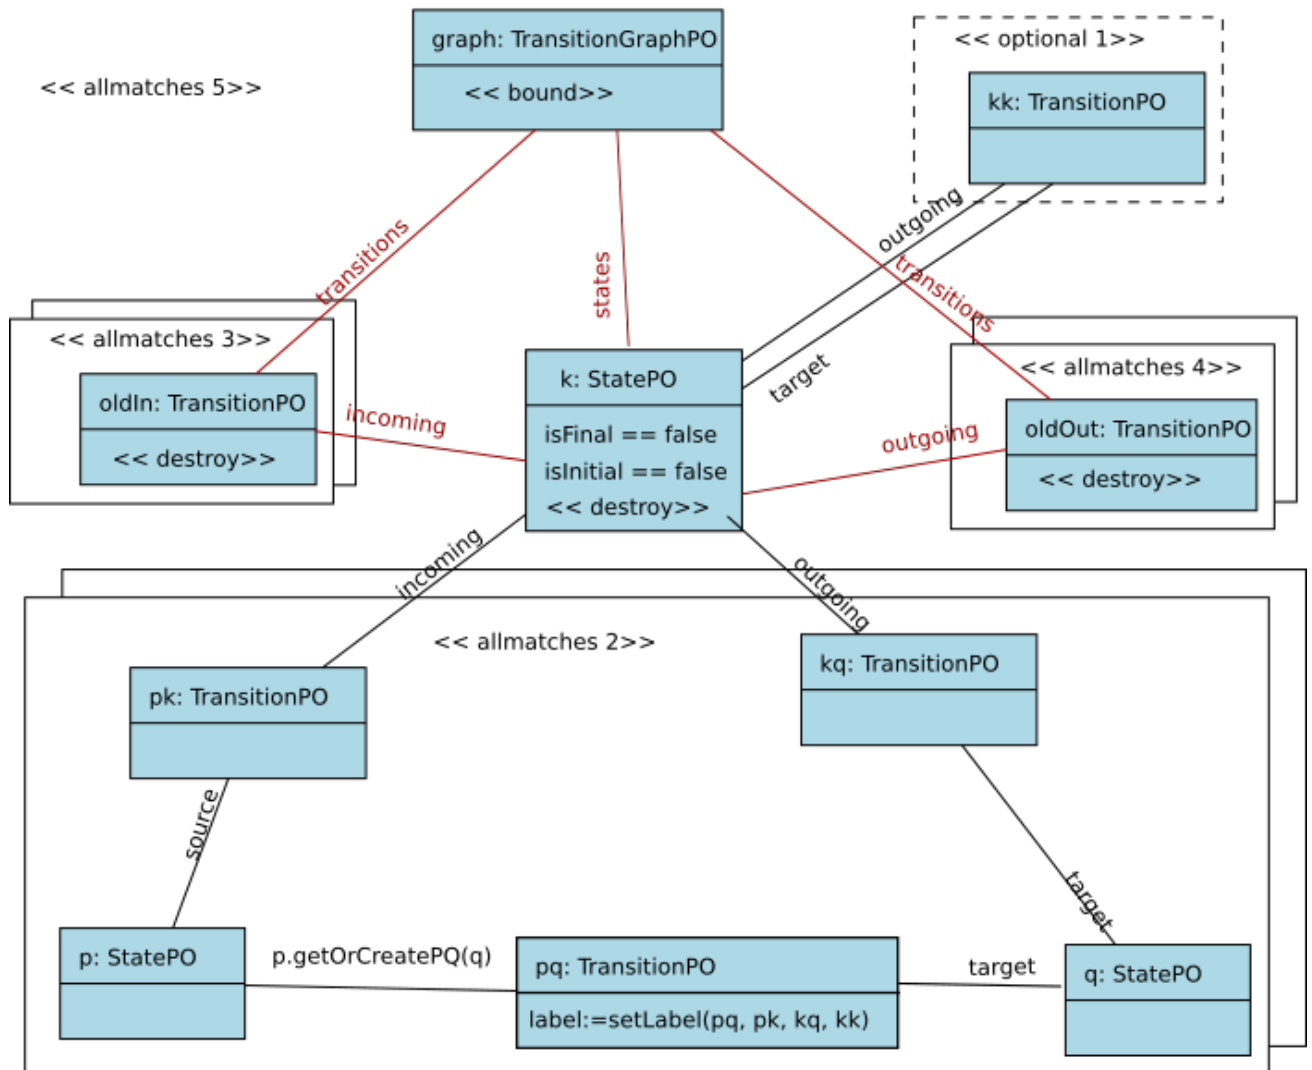 graph: TransitionGraphPO
<< bound>>
<< allmatches 5>>
<< optional 1>>
kk: TransitionPO
outgoing
target
transitions
states
transitions
<< allmatches 3>>
oldIn: TransitionPO
<< destroy>>
incoming
k: StatePO
isFinal == false
isInitial == false
<< destroy>>
outgoing
<< allmatches 4>>
oldOut: TransitionPO
<< destroy>>
incoming
outgoing
<< allmatches 2>>
pk: TransitionPO
kq: TransitionPO
source
target
p: StatePO
p.getOrCreatePQ(q)
pq: TransitionPO
label:=setLabel(pq, pk, kq, kk)
target
q: StatePO